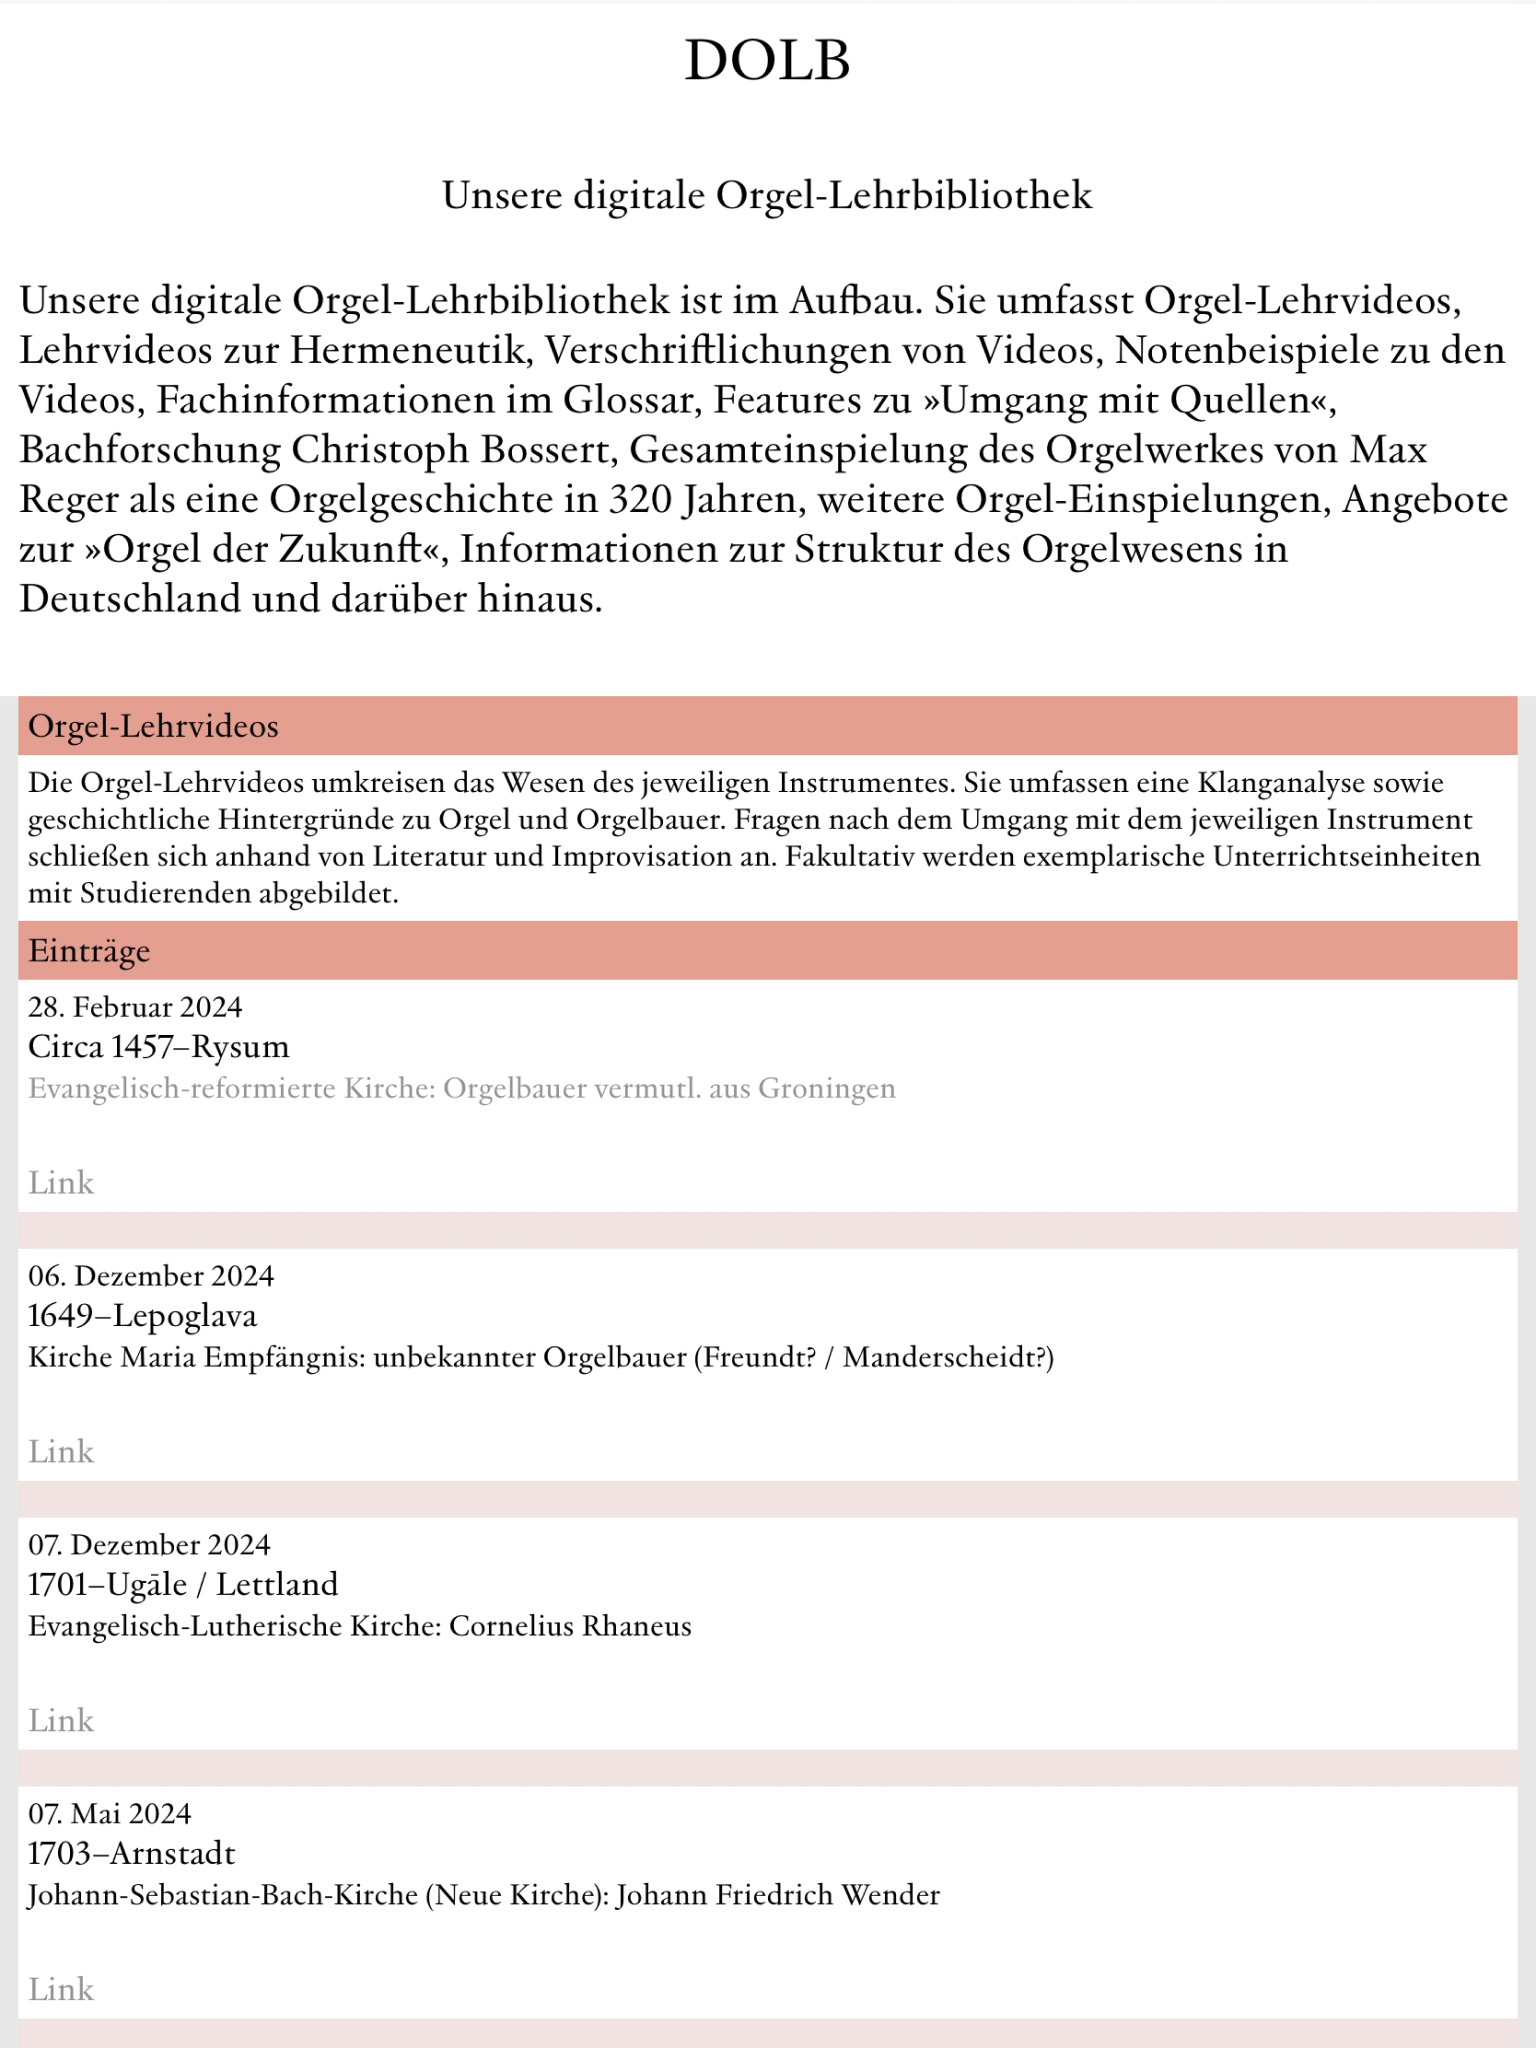 DOLB
Unsere digitale Orgel-Lehrbibliothek
Unsere digitale Orgel-Lehrbibliothek ist im Aufbau. Sie umfasst Orgel-Lehrvideos,
Lehrvideos zur Hermeneutik, Verschriftlichungen von Videos, Notenbeispiele zu den
Videos, Fachinformationen im Glossar, Features zu »Umgang mit Quellen«,
Bachforschung Christoph Bossert, Gesamteinspielung des Orgelwerkes von Max
Reger als eine Orgelgeschichte in 320 Jahren, weitere Orgel-Einspielungen, Angebote
zur »Orgel der Zukunft«, Informationen zur Struktur des Orgelwesens in
Deutschland und darüber hinaus.
Orgel-Lehrvideos
Die Orgel-Lehrvideos umkreisen das Wesen des jeweiligen Instrumentes. Sie umfassen eine Klanganalyse sowie
geschichtliche Hintergründe zu Orgel und Orgelbauer. Fragen nach dem Umgang mit dem jeweiligen Instrument
schließen sich anhand von Literatur und Improvisation an. Fakultativ werden exemplarische Unterrichtseinheiten
mit Studierenden abgebildet.
Einträge
28. Februar 2024
Circa 1457–Rysum
Evangelisch-reformierte Kirche: Orgelbauer vermutl. aus Groningen
Link
06. Dezember 2024
1649–Lepoglava
Kirche Maria Empfängnis: unbekannter Orgelbauer (Freundt? / Manderscheidt?)
Link
07. Dezember 2024
1701–Ugāle / Lettland
Evangelisch-Lutherische Kirche: Cornelius Rhaneus
Link
07. Mai 2024
1703–Arnstadt
Johann-Sebastian-Bach-Kirche (Neue Kirche): Johann Friedrich Wender
Link